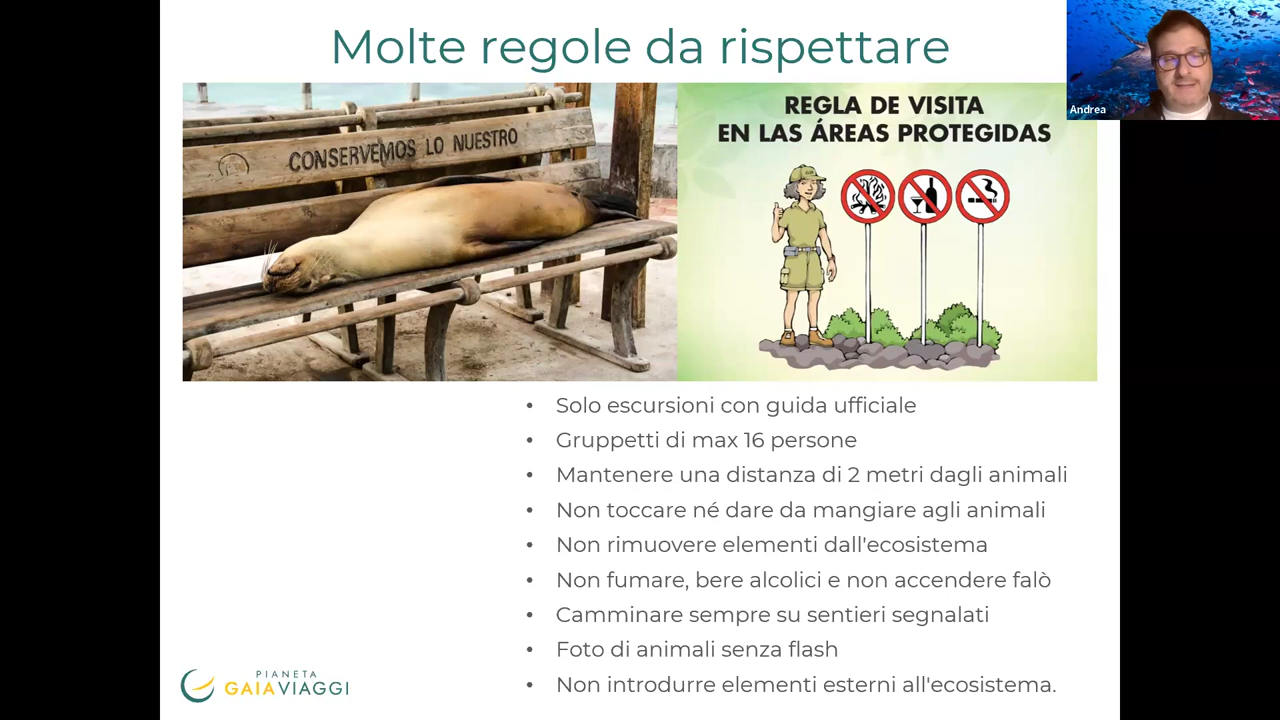 Molte regole da rispettare
Andrea
CONSERVEMOS LO NUESTRO
REGLA DE VISITA
EN LAS ÁREAS PROTEGIDAS
• Solo escursioni con guida ufficiale
• Gruppetti di max 16 persone
• Mantenere una distanza di 2 metri dagli animali
• Non toccare né dare da mangiare agli animali
• Non rimuovere elementi dall'ecosistema
• Non fumare, bere alcolici e non accendere falò
• Camminare sempre su sentieri segnalati
• Foto di animali senza flash
• Non introdurre elementi esterni all'ecosistema.
PIANETA
GAIAVIAGGI